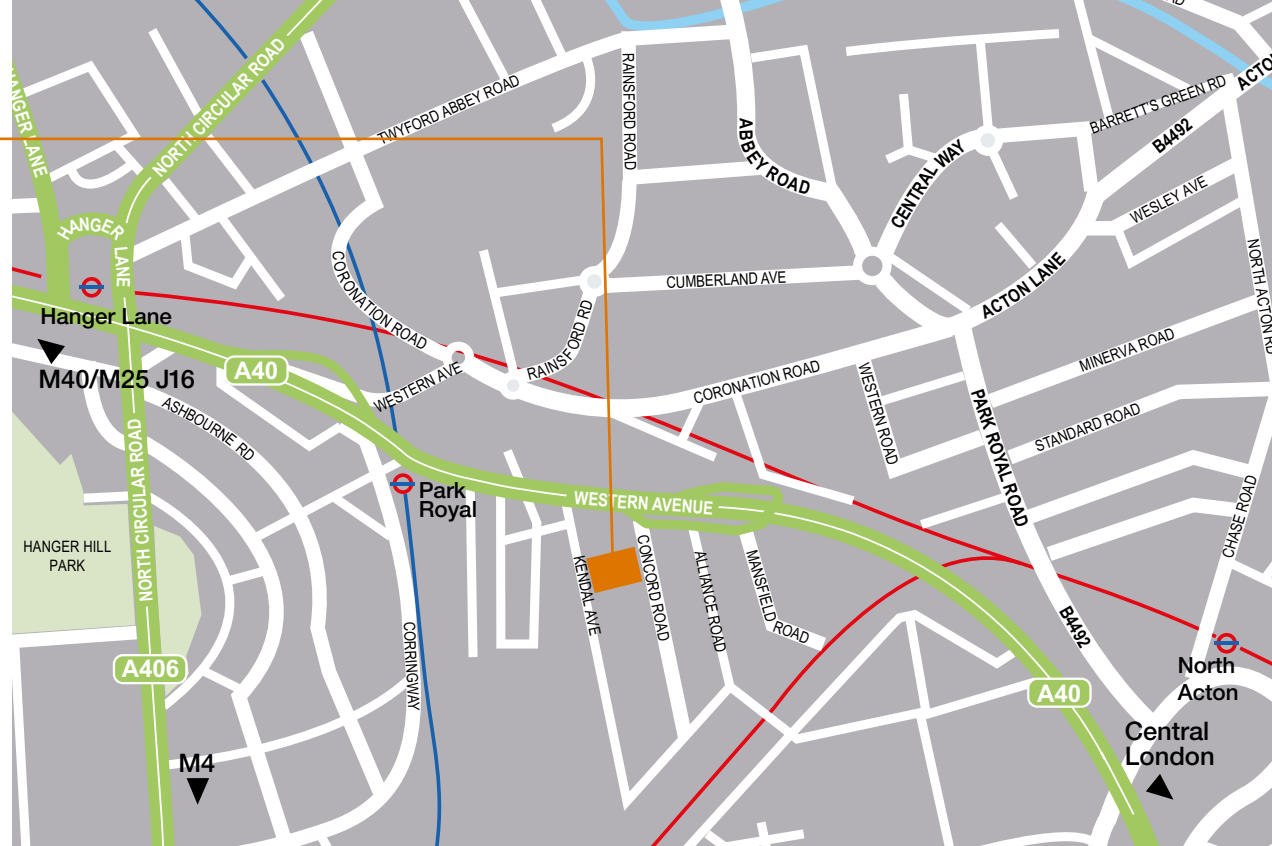 HANGER LANE
NORTH CIRCULAR ROAD
TWYFORD ABBEY ROAD
RAINSFORD ROAD
ABBEY ROAD
CENTRAL WAY
BARRETT'S GREEN RD
B4492
WESLEY AVE
HANGER LANE
CORONATION ROAD
CUMBERLAND AVE
ACTON LANE
NORTH ACTON RD
Hanger Lane
M40/M25 J16
A40
WESTERN AVE
RAINSFORD RD
CORONATION ROAD
WESTERN ROAD
MINERVA ROAD
PARK ROYAL ROAD
STANDARD ROAD
ASHBOURNE RD
NORTH CIRCULAR ROAD
Park
Royal
WESTERN AVENUE
CHASE ROAD
HANGER HILL
PARK
KENDAL AVE
CONCORD ROAD
ALLIANCE ROAD
MANSFIELD ROAD
B4492
CORRINGWAY
A406
A40
North
Acton
Central
London
M4